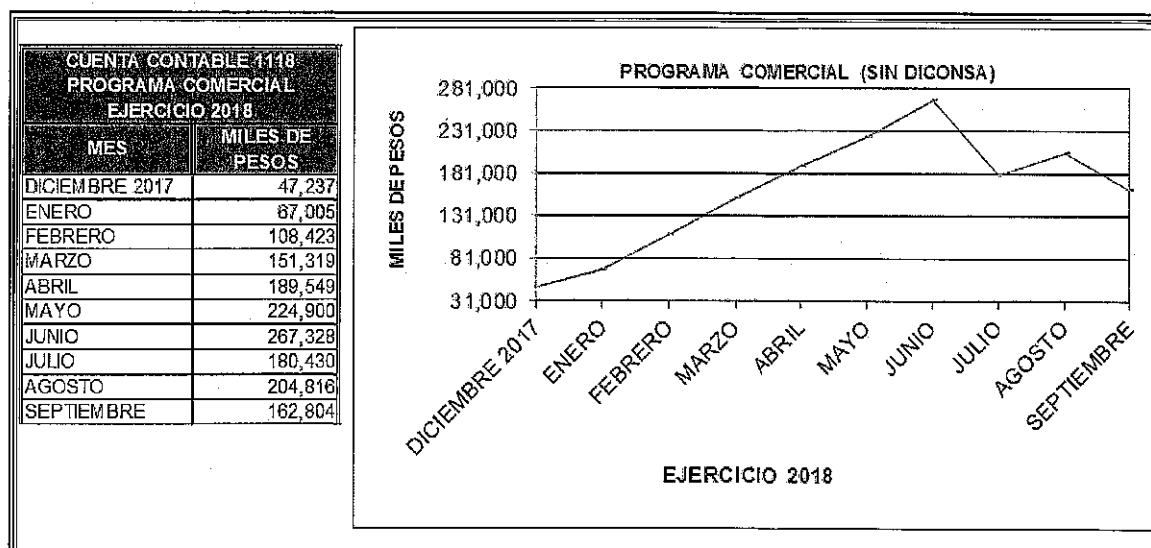 CUENTA CONTABLE 1118
PROGRAMA COMERCIAL
EJERCICIO 2018
MES MILES DE PESOS
DICIEMBRE 2017 47,237
ENERO 67,005
FEBRERO 108,423
MARZO 151,319
ABRIL 189,549
MAYO 224,900
JUNIO 267,328
JULIO 180,430
AGOSTO 204,816
SEPTIEMBRE 162,804
PROGRAMA COMERCIAL (SIN DICONSA)
MILES DE PESOS
281,000
231,000
181,000
131,000
81,000
31,000
DICIEMBRE 2017
ENERO
FEBRERO
MARZO
ABRIL
MAYO
JUNIO
JULIO
AGOSTO
SEPTIEMBRE
EJERCICIO 2018